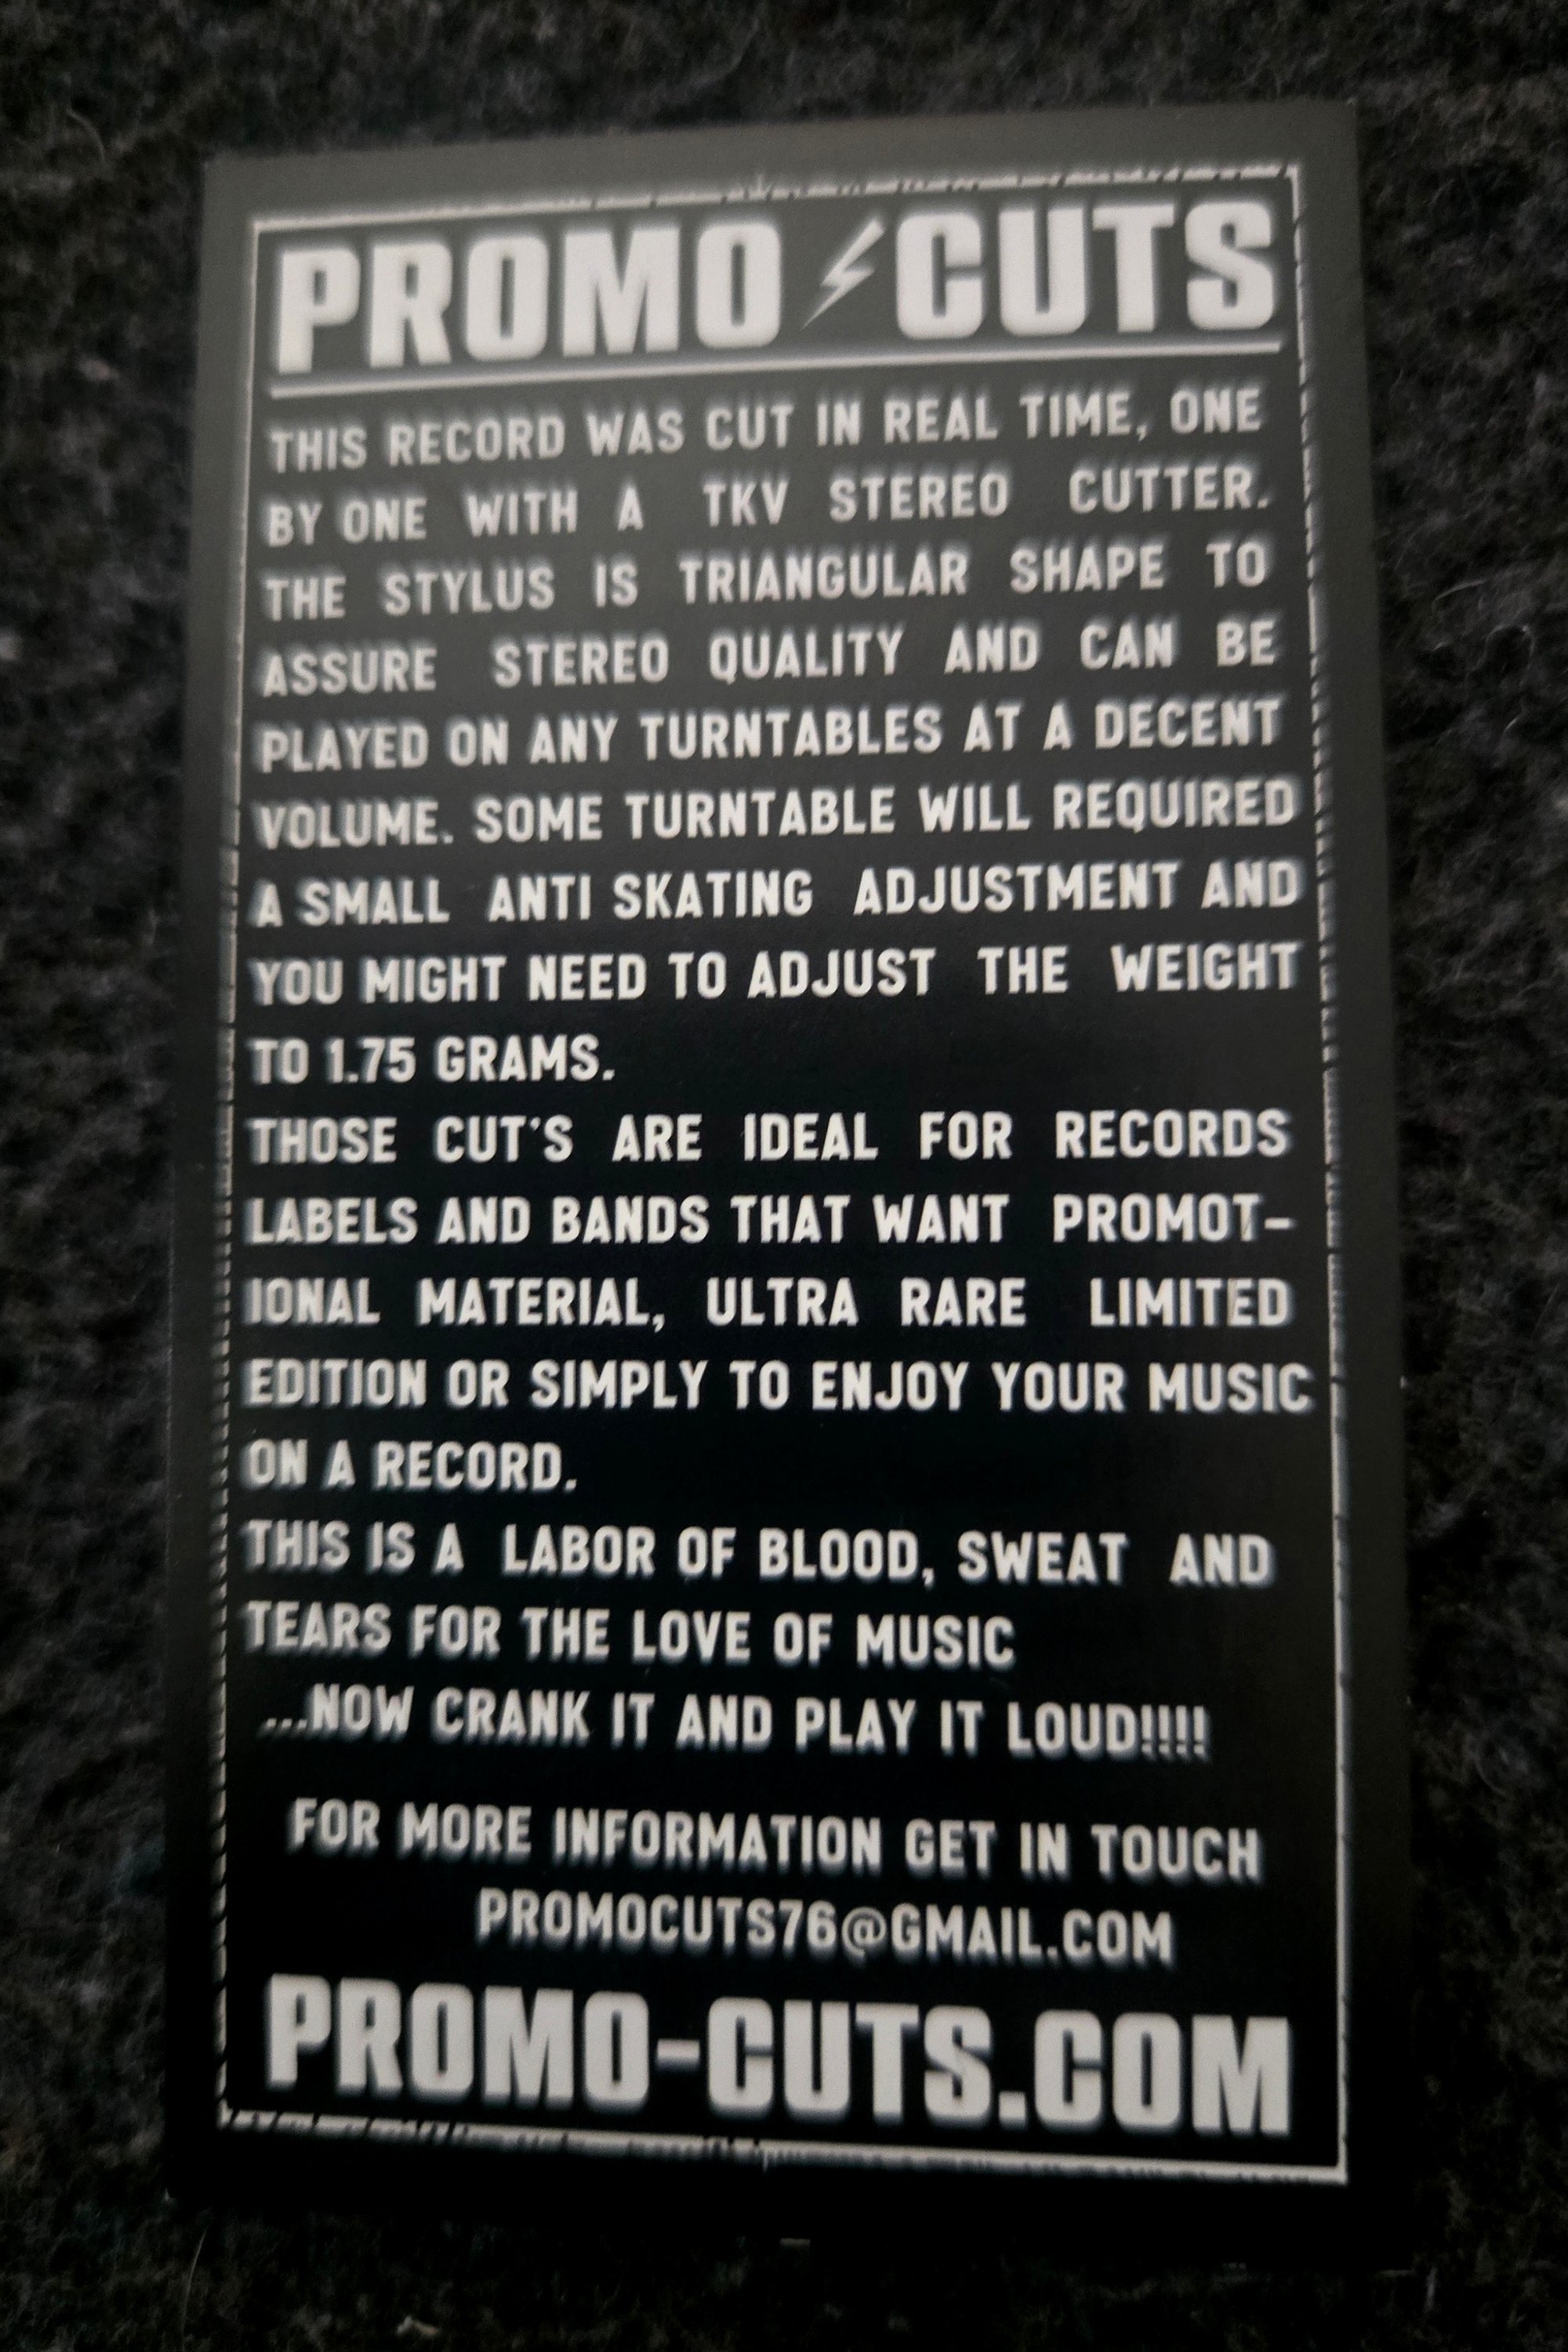 PROMO CUTS
THIS RECORD WAS CUT IN REAL TIME, ONE
BY ONE WITH A TKV STEREO CUTTER.
THE STYLUS IS TRIANGULAR SHAPE TO
ASSURE STEREO QUALITY AND CAN BE
PLAYED ON ANY TURNTABLES AT A DECENT
VOLUME. SOME TURNTABLE WILL REQUIRED
A SMALL ANTI SKATING ADJUSTMENT AND
YOU MIGHT NEED TO ADJUST THE WEIGHT
TO 1.75 GRAMS.
THOSE CUT'S ARE IDEAL FOR RECORDS
LABELS AND BANDS THAT WANT PROMOT-
IONAL MATERIAL, ULTRA RARE LIMITED
EDITION OR SIMPLY TO ENJOY YOUR MUSIC
ON A RECORD.
THIS IS A LABOR OF BLOOD, SWEAT AND
TEARS FOR THE LOVE OF MUSIC
...NOW CRANK IT AND PLAY IT LOUD!!!!
FOR MORE INFORMATION GET IN TOUCH
PROMOCUTS76@GMAIL.COM
PROMO-CUTS.COM